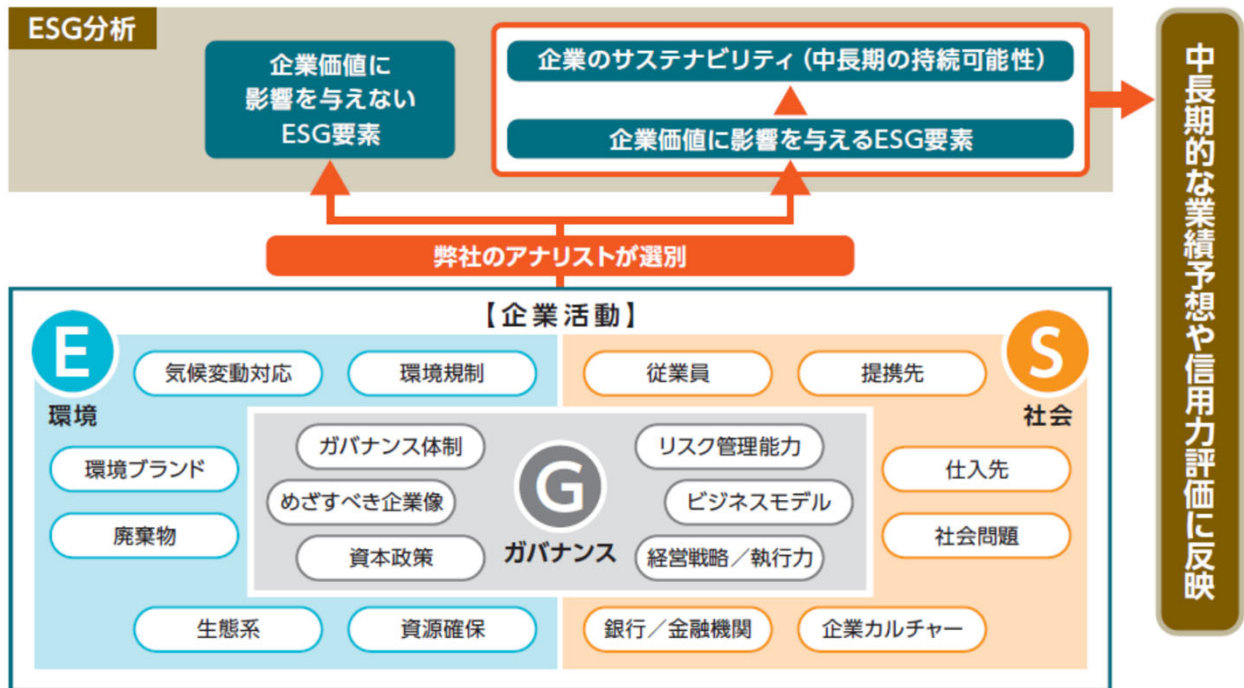 ESG分析
企業価値に
影響を与えない
ESG要素
企業のサステナビリティ（中長期の持続可能性）
企業価値に影響を与えるESG要素
中長期的な業績予想や信用力評価に反映
弊社のアナリストが選別
【企業活動】
E
環境
気候変動対応
環境規制
従業員
提携先
S
社会
環境ブランド
廃棄物
ガバナンス体制
めざすべき企業像
資本政策
G
ガバナンス
リスク管理能力
ビジネスモデル
経営戦略／執行力
仕入先
社会問題
生態系
資源確保
銀行／金融機関
企業カルチャー